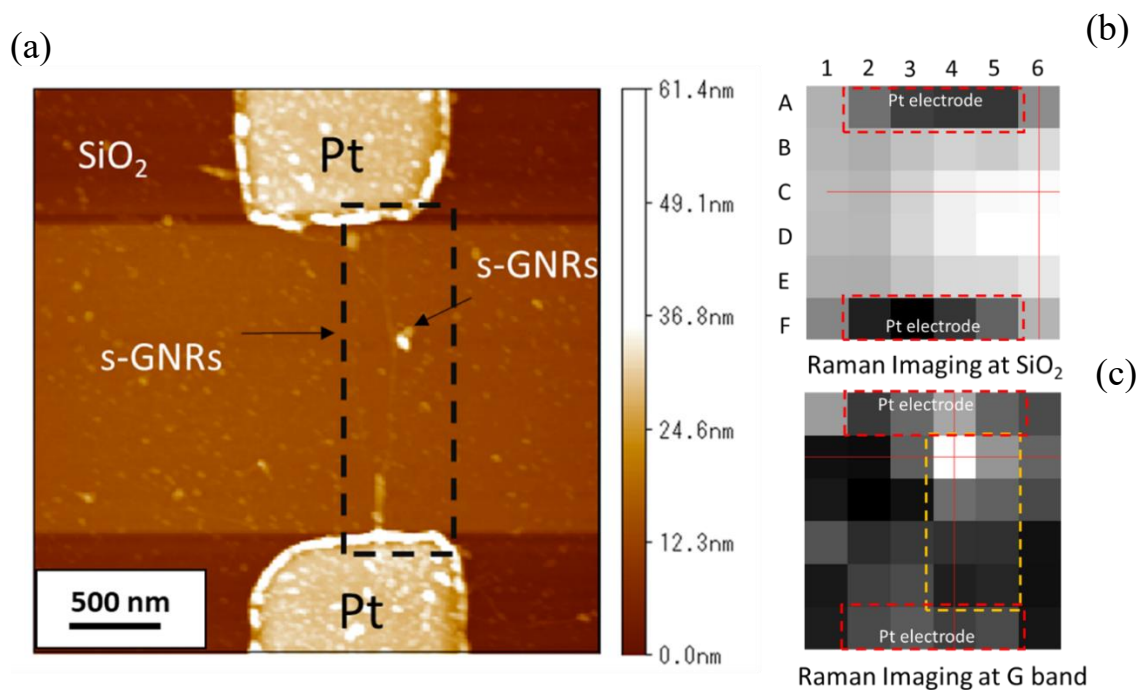 (a)
SiO2
Pt
s-GNRs
s-GNRs
Pt
500 nm
61.4nm
49.1nm
36.8nm
24.6nm
12.3nm
0.0nm
(b)
1 2 3 4 5 6
A
B
C
D
E
F
Pt electrode
Pt electrode
Raman Imaging at SiO2
(c)
Pt electrode
Pt electrode
Raman Imaging at G band